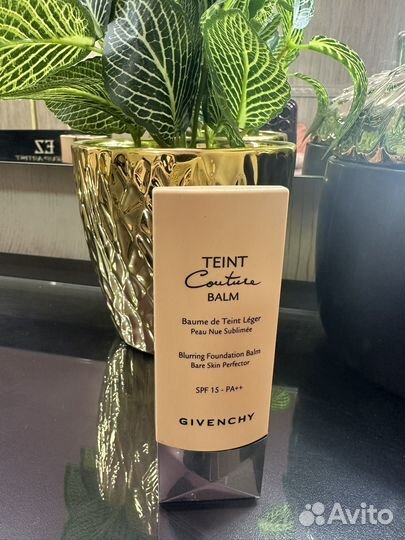 TEINT
Couture
BALM
Baume de Teint Léger
Peau Nue Sublimée
Blurring Foundation Balm
Bare Skin Perfector
SPF 15 - PA++
GIVENCHY
Avito